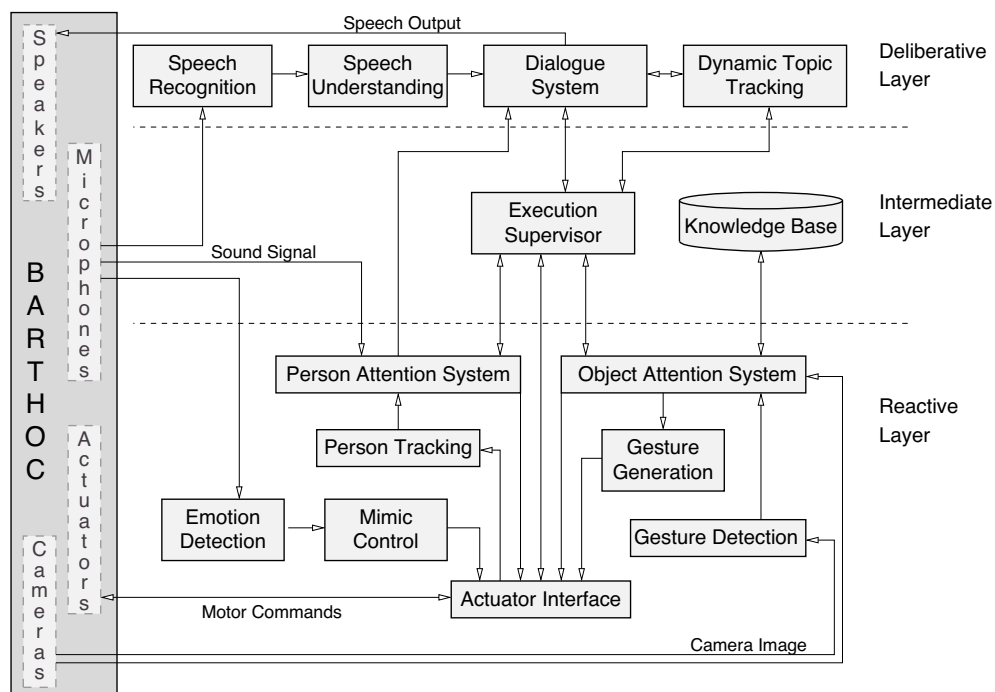 Speakers
Microphones
BARTHOC
Actuators
Cameras
Speech Output
Speech
Recognition
Speech
Understanding
Dialogue
System
Dynamic Topic
Tracking
Deliberative
Layer
Execution
Supervisor
Knowledge Base
Intermediate
Layer
Sound Signal
Person Attention System
Object Attention System
Reactive
Layer
Person Tracking
Gesture
Generation
Emotion
Detection
Mimic
Control
Gesture Detection
Actuator Interface
Motor Commands
Camera Image